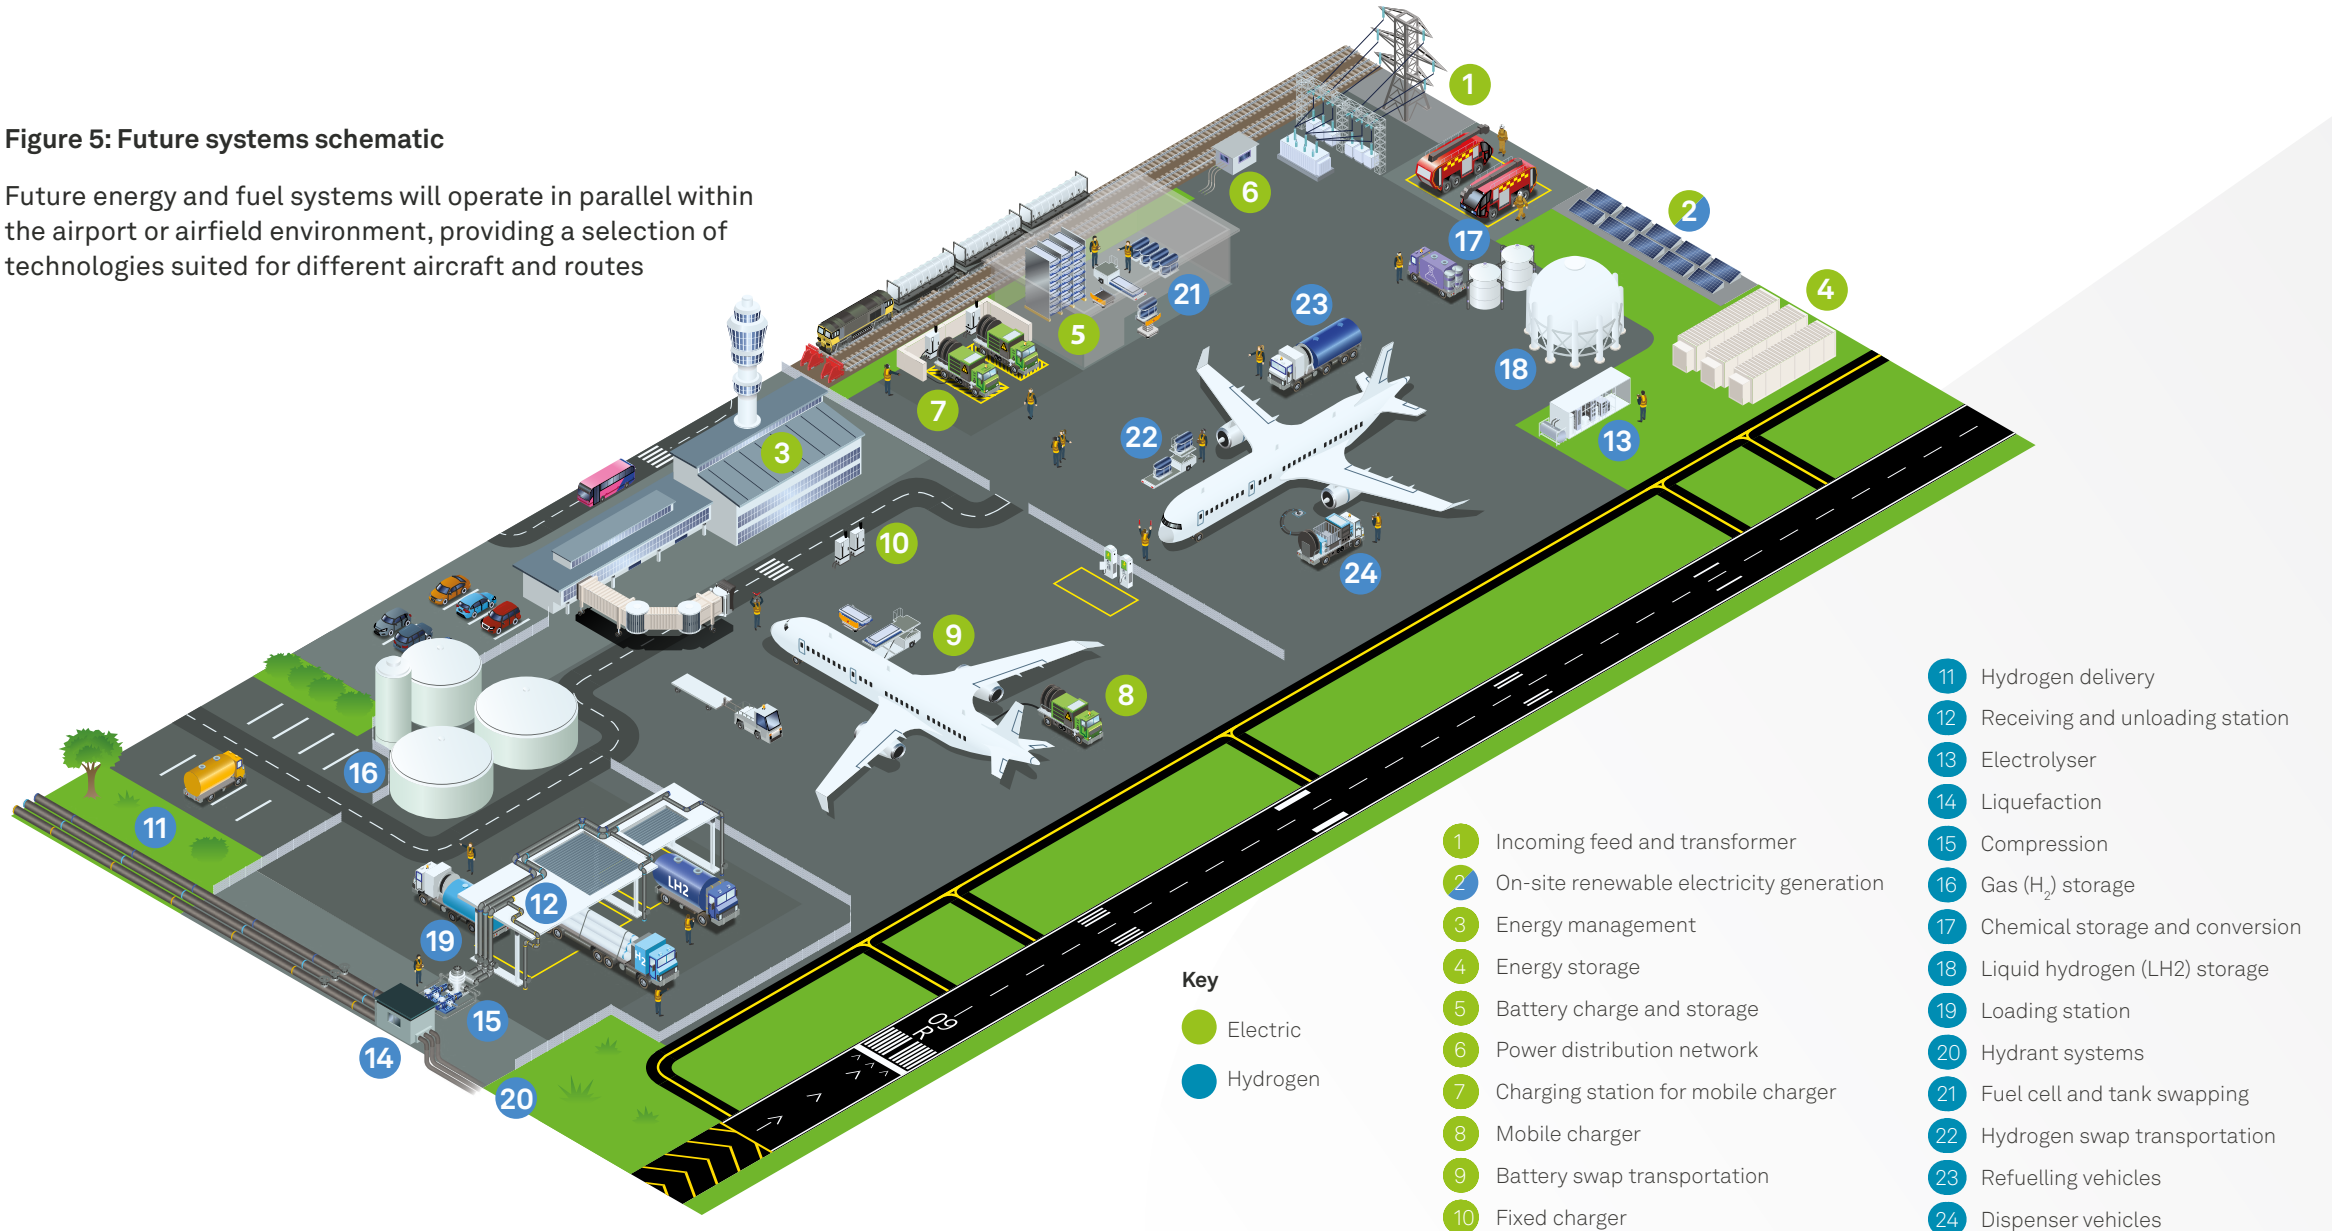 Figure 5: Future systems schematic
Future energy and fuel systems will operate in parallel within
the airport or airfield environment, providing a selection of
technologies suited for different aircraft and routes
1
2
3
4
5
6
7
8
9
10
11
12
13
14
15
16
17
18
19
20
21
22
23
24
LH2
H2
09
R
Key
Electric
Hydrogen
1 Incoming feed and transformer
2 On-site renewable electricity generation
3 Energy management
4 Energy storage
5 Battery charge and storage
6 Power distribution network
7 Charging station for mobile charger
8 Mobile charger
9 Battery swap transportation
10 Fixed charger
11 Hydrogen delivery
12 Receiving and unloading station
13 Electrolyser
14 Liquefaction
15 Compression
16 Gas (H₂) storage
17 Chemical storage and conversion
18 Liquid hydrogen (LH2) storage
19 Loading station
20 Hydrant systems
21 Fuel cell and tank swapping
22 Hydrogen swap transportation
23 Refuelling vehicles
24 Dispenser vehicles